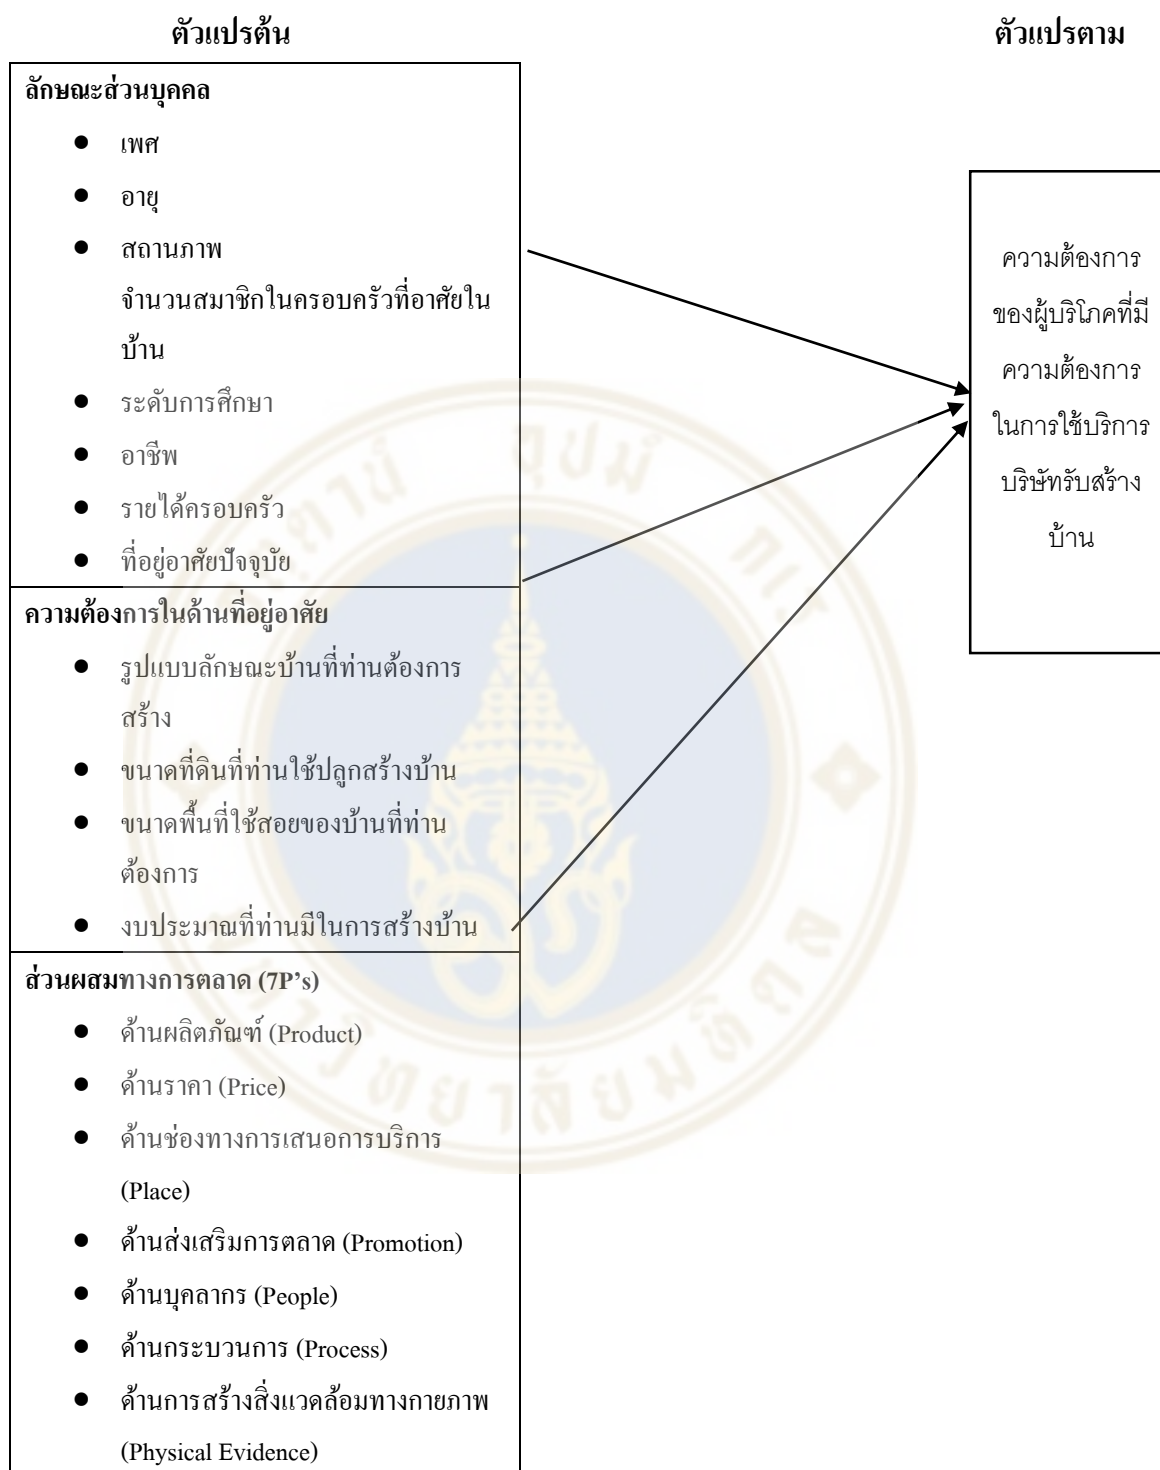 ตัวแปรต้น
ตัวแปรตาม
ลักษณะส่วนบุคคล
● เพศ
● อายุ
● สถานภาพ
จำนวนสมาชิกในครอบครัวที่อาศัยใน
บ้าน
● ระดับการศึกษา
● อาชีพ
● รายได้ครอบครัว
● ที่อยู่อาศัยปัจจุบัย
ความต้องการในด้านที่อยู่อาศัย
● รูปแบบลักษณะบ้านที่ท่านต้องการ
สร้าง
● ขนาดที่ดินที่ท่านใช้ปลูกสร้างบ้าน
● ขนาดพื้นที่ใช้สอยของบ้านที่ท่าน
ต้องการ
● งบประมาณที่ท่านมีในการสร้างบ้าน
ส่วนผสมทางการตลาด (7P’s)
● ด้านผลิตภัณฑ์ (Product)
● ด้านราคา (Price)
● ด้านช่องทางการเสนอการบริการ
(Place)
● ด้านส่งเสริมการตลาด (Promotion)
● ด้านบุคลากร (People)
● ด้านกระบวนการ (Process)
● ด้านการสร้างสิ่งแวดล้อมทางกายภาพ
(Physical Evidence)
ความต้องการ
ของผู้บริโภคที่มี
ความต้องการ
ในการใช้บริการ
บริษัทรับสร้าง
บ้าน